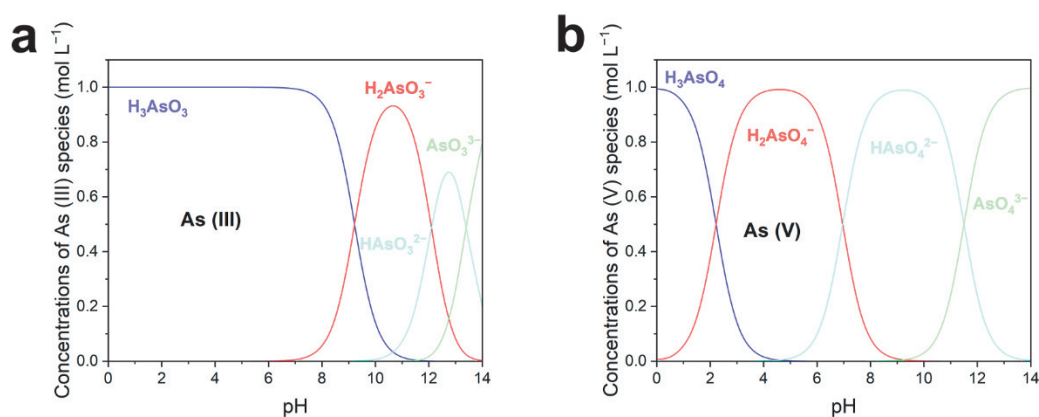 a
Concentrations of As (III) species (mol L⁻¹)
1.0
0.8
0.6
0.4
0.2
0.0
H₃AsO₃
H₂AsO₃⁻
AsO₃³⁻
As (III)
HAsO₃²⁻
0 2 4 6 8 10 12 14
pH
b
Concentrations of As (V) species (mol L⁻¹)
1.0
0.8
0.6
0.4
0.2
0.0
H₃AsO₄
H₂AsO₄⁻
HAsO₄²⁻
AsO₄³⁻
As (V)
0 2 4 6 8 10 12 14
pH